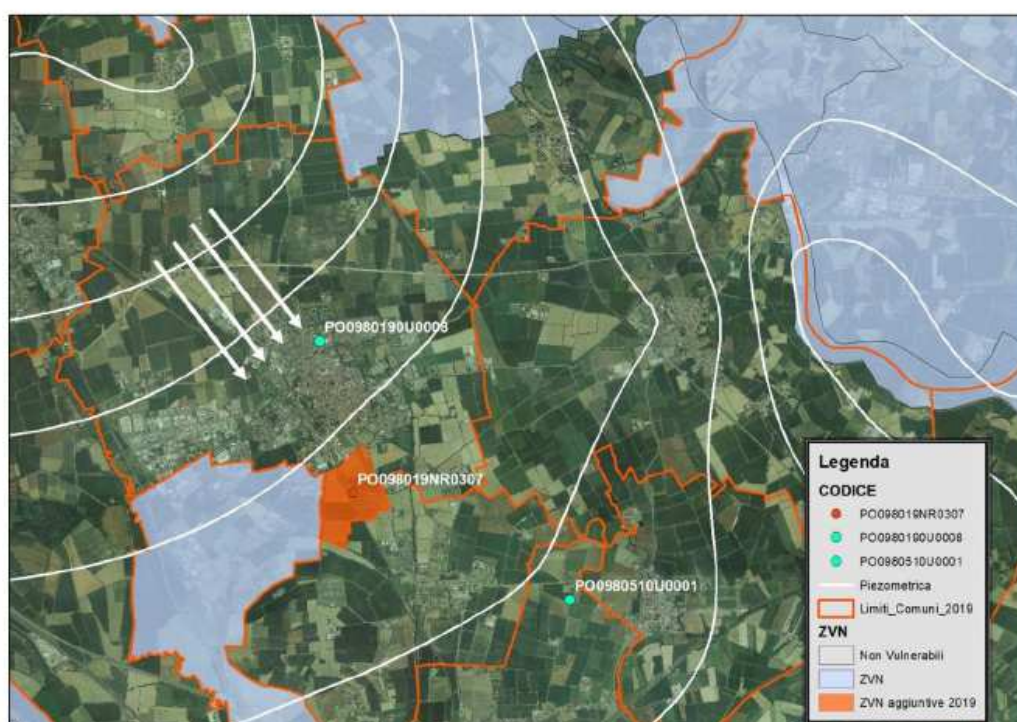 PO0980190U0008
PO098019NR0307
PO0980510U0001
Legenda
CODICE
PO098019NR0307
PO0980190U0008
PO0980510U0001
Piezometrica
Limiti_Comuni_2019
ZVN
Non Vulnerabili
ZVN
ZVN aggiuntive 2019